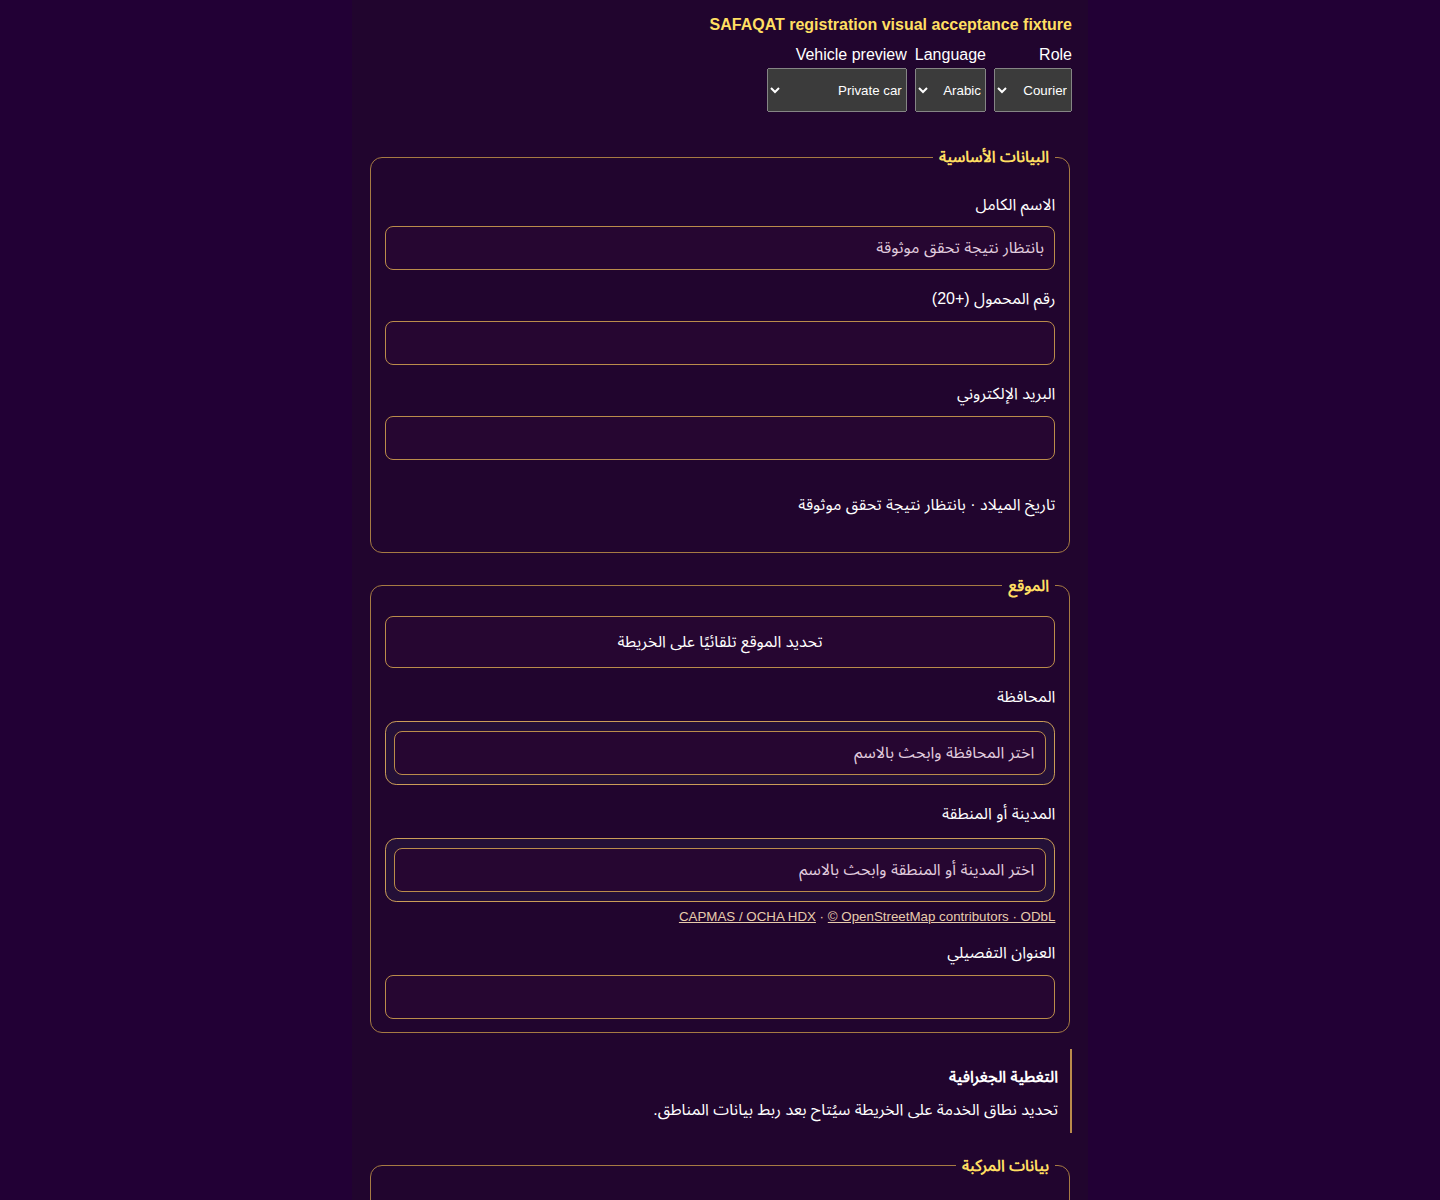 SAFAQAT registration visual acceptance fixture
Role
Courier
Language
Arabic
Vehicle preview
Private car
البيانات الأساسية
الاسم الكامل
بانتظار نتيجة تحقق موثوقة
رقم المحمول (+20)
البريد الإلكتروني
تاريخ الميلاد · بانتظار نتيجة تحقق موثوقة
الموقع
تحديد الموقع تلقائيًا على الخريطة
المحافظة
اختر المحافظة وابحث بالاسم
المدينة أو المنطقة
اختر المدينة أو المنطقة وابحث بالاسم
CAPMAS / OCHA HDX · © OpenStreetMap contributors · ODbL
العنوان التفصيلي
التغطية الجغرافية
تحديد نطاق الخدمة على الخريطة سيُتاح بعد ربط بيانات المناطق.
بيانات المركبة